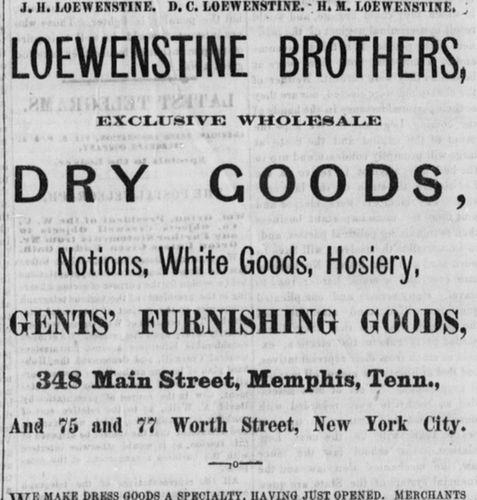 J. H. LOEWENSTINE. D. C. LOEWENSTINE. H. M. LOEWENSTINE.
LOEWENSTINE BROTHERS,
EXCLUSIVE WHOLESALE
DRY GOODS,
Notions, White Goods, Hosiery,
GENTS' FURNISHING GOODS,
348 Main Street, Memphis, Tenn.,
And 75 and 77 Worth Street, New York City.
WE MAKE DRESS GOODS A SPECIALTY. HAVING JUST OPENED. MERCHANTS